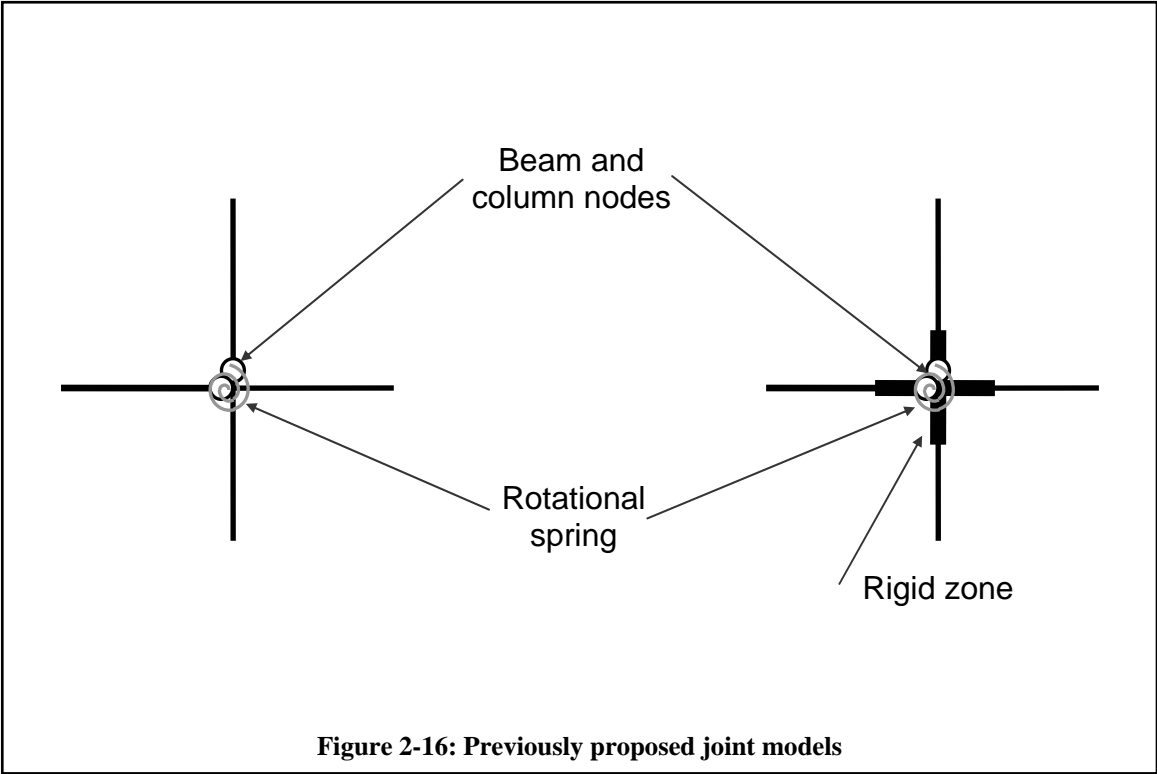 Beam and
column nodes
Rotational
spring
Rigid zone
Figure 2-16: Previously proposed joint models